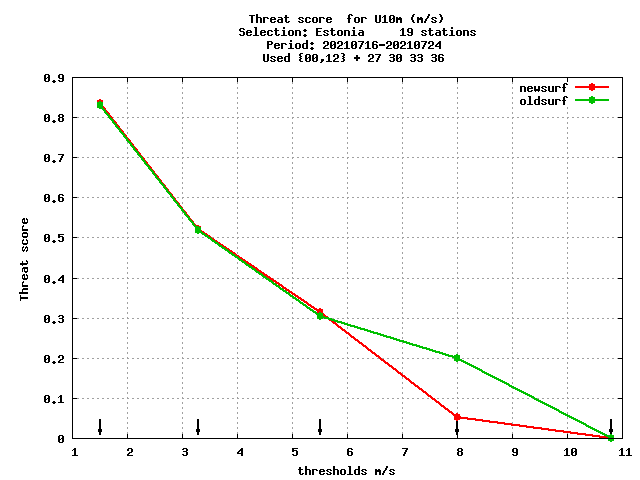 Threat score  for U10m (m/s)
Selection: Estonia     19 stations
Period: 20210716-20210724
Used {00,12} + 27 30 33 36
newsurf
oldsurf
0.9
0.8
0.7
0.6
0.5
0.4
0.3
0.2
0.1
0
Threat score
1 2 3 4 5 6 7 8 9 10 11
thresholds m/s